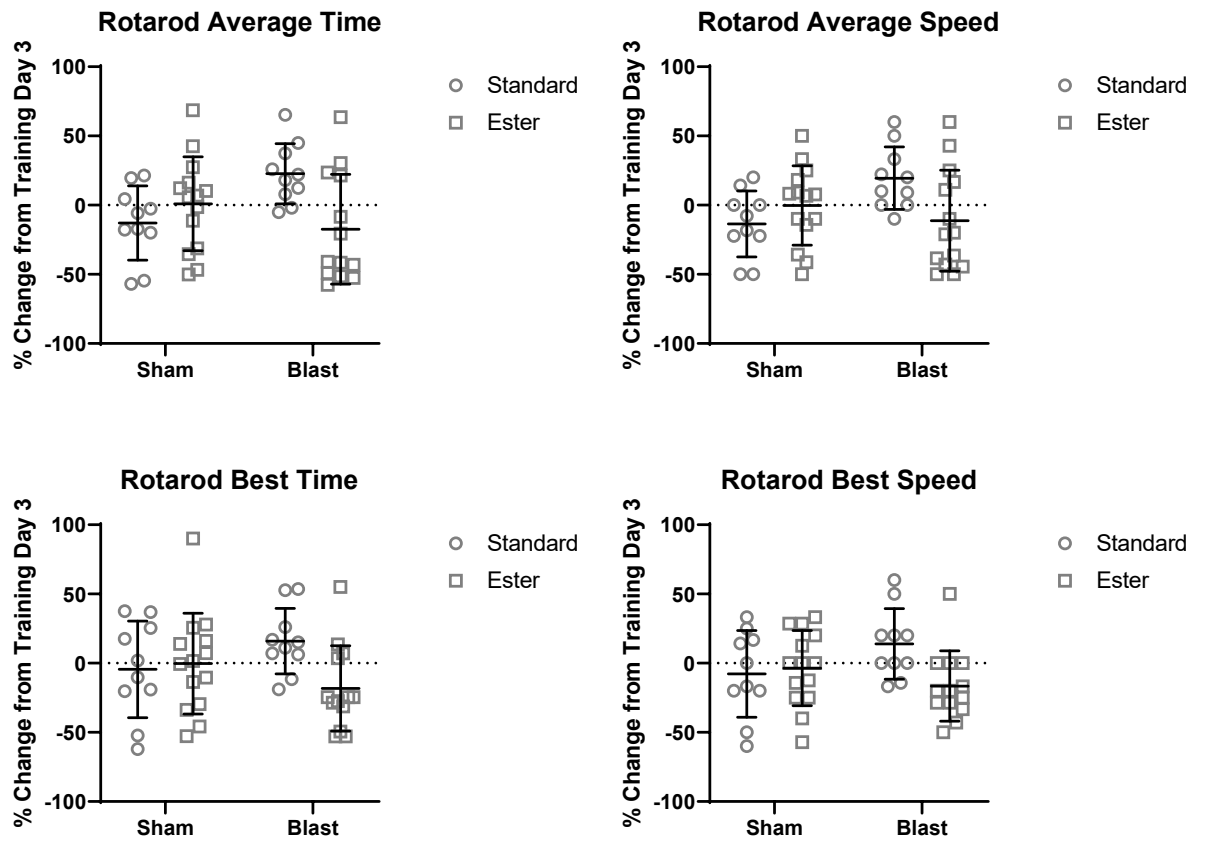 Rotarod Average Time
% Change from Training Day 3
100
50
0
-50
-100
Sham
Blast
Standard
Ester
Rotarod Average Speed
% Change from Training Day 3
100
50
0
-50
-100
Sham
Blast
Standard
Ester
Rotarod Best Time
% Change from Training Day 3
100
50
0
-50
-100
Sham
Blast
Standard
Ester
Rotarod Best Speed
% Change from Training Day 3
100
50
0
-50
-100
Sham
Blast
Standard
Ester